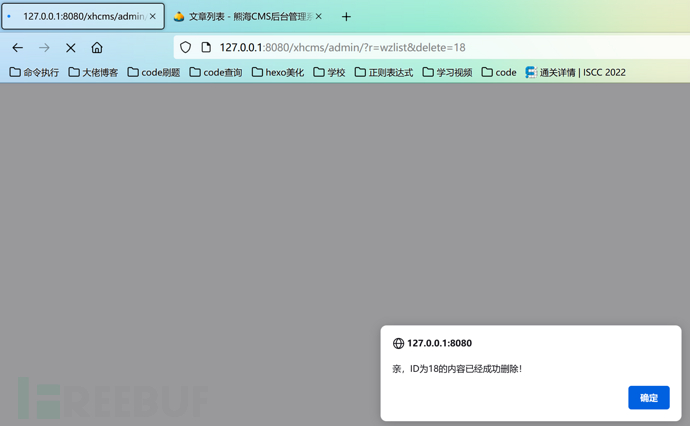 127.0.0.1:8080/xhcms/admin/
文章列表 - 熊海CMS后台管理系
127.0.0.1:8080/xhcms/admin/?r=wzlist&delete=18
命令执行 大佬博客 code刷题 code查询 hexo美化 学校 正则表达式 学习视频 code 通关详情 | ISCC 2022
127.0.0.1:8080
亲，ID为18的内容已经成功删除！
确定
FREEBUF